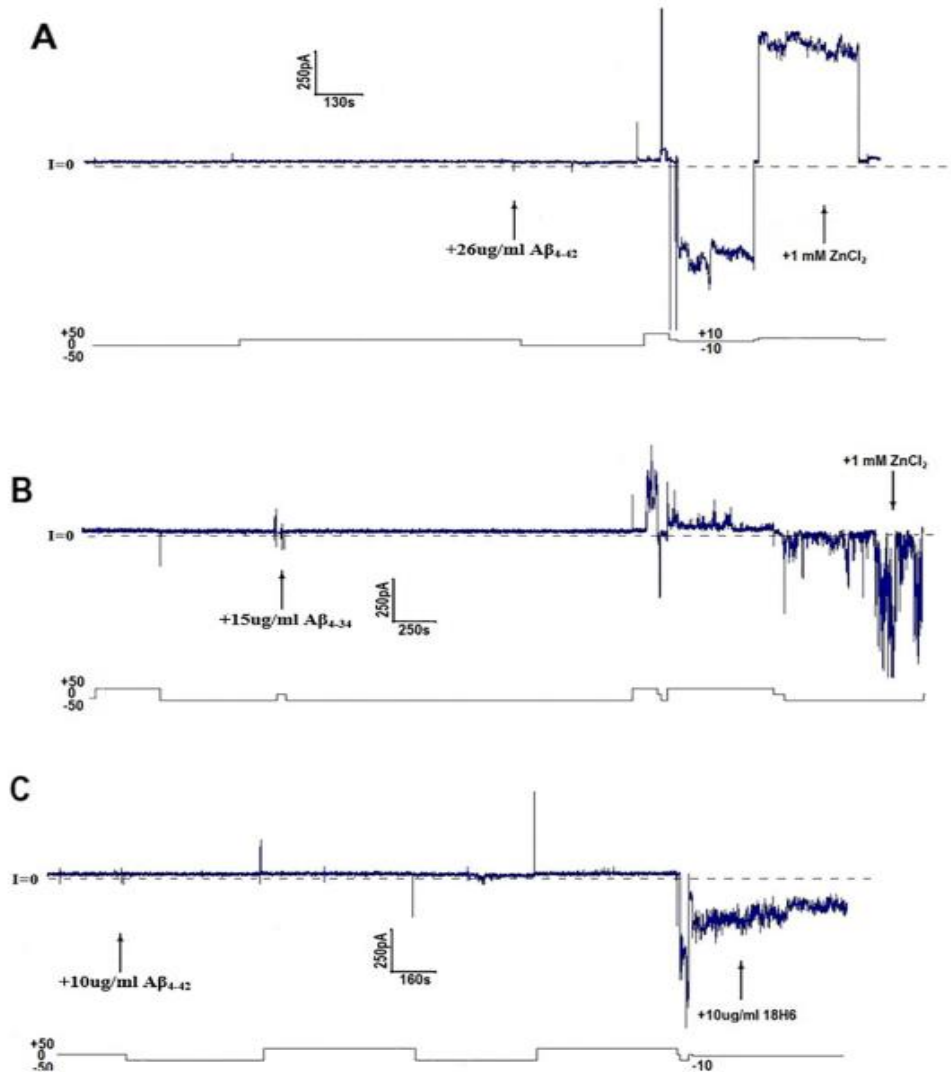 A
250pA
130s
I=0
+26ug/ml Aβ₄₋₄₂
+1 mM ZnCl₂
+50
0
-50
+10
-10
B
+1 mM ZnCl₂
I=0
+15ug/ml Aβ₄₋₃₄
250pA
250s
+50
0
-50
C
I=0
+10ug/ml Aβ₄₋₄₂
250pA
160s
+10ug/ml 18H6
+50
0
-50
-10